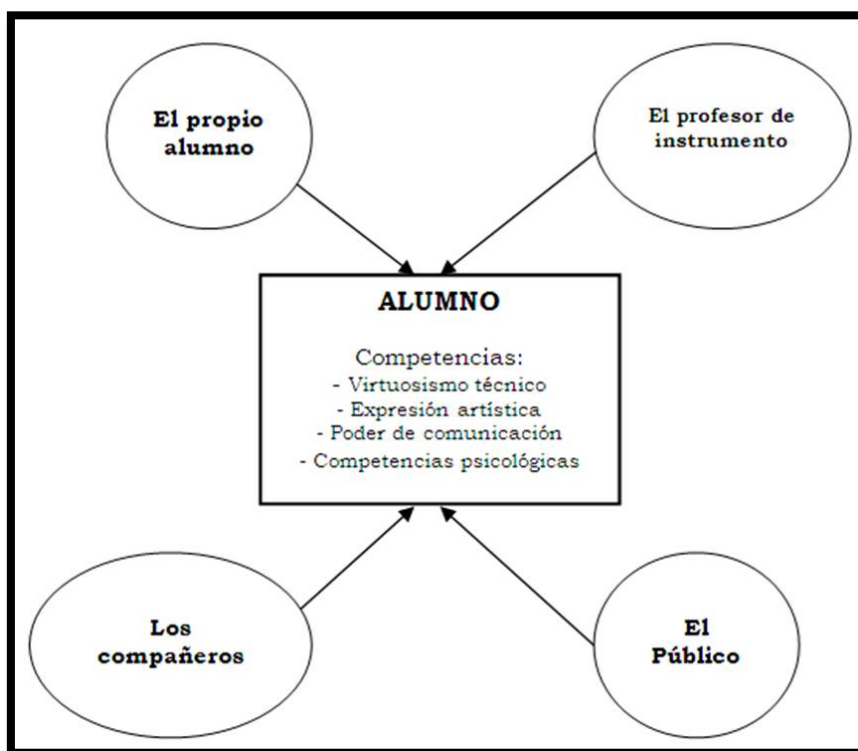 El propio
alumno
El profesor de
instrumento
ALUMNO
Competencias:
- Virtuosismo técnico
- Expresión artística
- Poder de comunicación
- Competencias psicológicas
Los
compañeros
El
Público